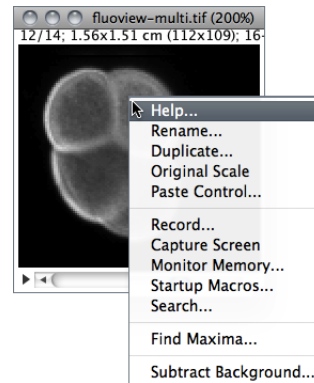 fluoview-multi.tif (200%)
12/14; 1.56x1.51 cm (112x109); 16-
Help...
Rename...
Duplicate...
Original Scale
Paste Control...
Record...
Capture Screen
Monitor Memory...
Startup Macros...
Search...
Find Maxima...
Subtract Background...